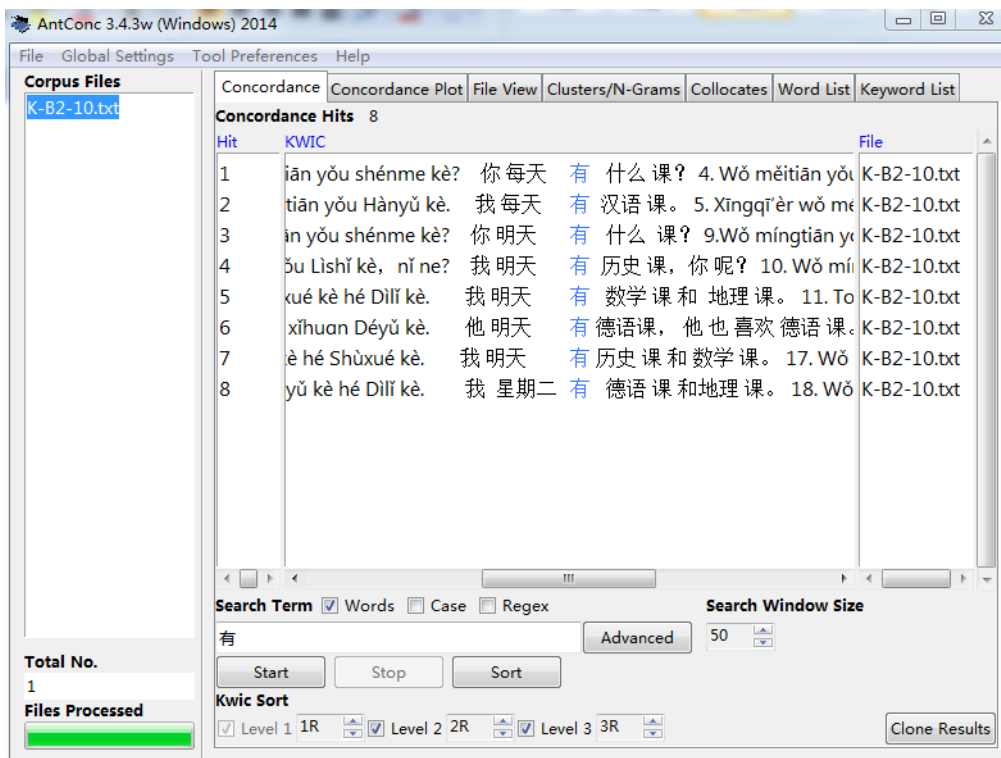 AntConc 3.4.3w (Windows) 2014
File Global Settings Tool Preferences Help
Corpus Files
K-B2-10.txt
Concordance Concordance Plot File View Clusters/N-Grams Collocates Word List Keyword List
Concordance Hits 8
Hit KWIC File
1 iān yǒu shénme kè? 你 每天 有 什么 课? 4. Wǒ měitiān yǒu K-B2-10.txt
2 tiān yǒu Hànyǔ kè. 我 每天 有 汉语 课。 5. Xīngqī'èr wǒ mé K-B2-10.txt
3 ān yǒu shénme kè? 你 明天 有 什么 课? 9.Wǒ míngtiān yǒ K-B2-10.txt
4 ǒu Lìshǐ kè, nǐ ne? 我 明天 有 历史 课, 你 呢? 10. Wǒ mí K-B2-10.txt
5 xué kè hé Dìlǐ kè. 我 明天 有 数学 课 和 地理 课。 11. To K-B2-10.txt
6 xǐhuan Déyǔ kè. 他 明天 有 德语课, 他 也 喜欢 德语 课。 K-B2-10.txt
7 kè hé Shùxué kè. 我 明天 有 历史 课 和 数学 课。 17. Wǒ K-B2-10.txt
8 yǔ kè hé Dìlǐ kè. 我 星期二 有 德语 课 和地理 课。 18. Wǒ K-B2-10.txt
Search Term Words Case Regex Search Window Size
有 Advanced 50
Total No.
1
Start Stop Sort
Files Processed
Kwic Sort
Level 1 1R Level 2 2R Level 3 3R Clone Results